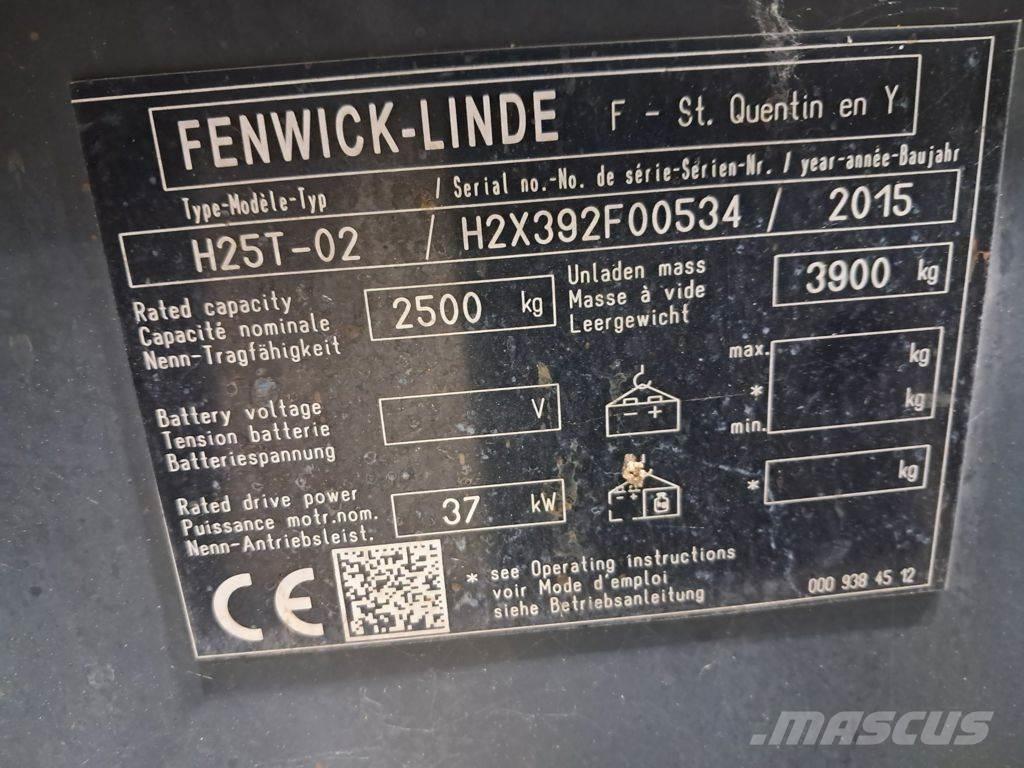 FENWICK-LINDE F - St. Quentin en Y
Type-Modèle-Typ / Serial no.-No. de série-Serien-Nr. / year-année-Baujahr
H25T-02 / H2X392F00534 / 2015
Rated capacity
Capacité nominale
Nenn-Tragfähigkeit
2500 kg
Unladen mass
Masse à vide
Leergewicht
3900 kg
Battery voltage
Tension batterie
Batteriespannung
V
- +
max. kg
*
min. kg
Rated drive power
Puissance motr.nom.
Nenn-Antriebsleist.
37 kW
- +
* kg
CE
* see Operating instructions
voir Mode d'emploi
siehe Betriebsanleitung
000 938 45 12
MASCUS